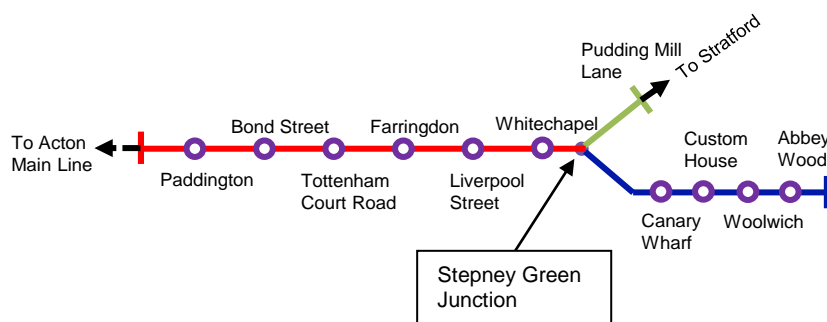 Pudding Mill
Lane
To Stratford
To Acton
Main Line
Bond Street
Farringdon
Whitechapel
Custom
House
Abbey
Wood
Paddington
Tottenham
Court Road
Liverpool
Street
Canary
Wharf
Woolwich
Stepney Green
Junction